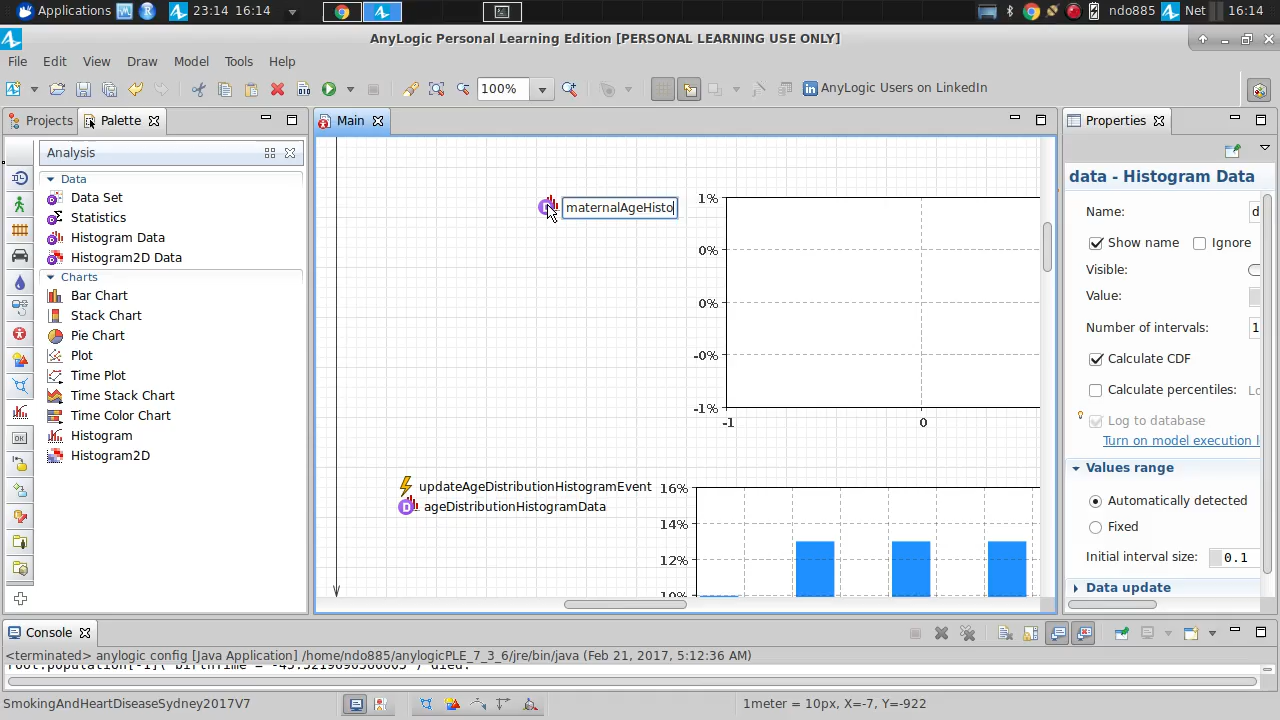 Applications 23:14 16:14 ndo885 Net 16:14
AnyLogic Personal Learning Edition [PERSONAL LEARNING USE ONLY]
File Edit View Draw Model Tools Help
100% AnyLogic Users on LinkedIn
Projects Palette
Main
Properties
Analysis
Data
Data Set
Statistics
Histogram Data
Histogram2D Data
Charts
Bar Chart
Stack Chart
Pie Chart
Plot
Time Plot
Time Stack Chart
Time Color Chart
Histogram
Histogram2D
maternalAgeHisto
1%
0%
0%
-0%
-1%
-1 0
updateAgeDistributionHistogramEvent
ageDistributionHistogramData
16%
14%
12%
10%
data - Histogram Data
Name: d
Show name Ignore
Visible:
Value:
Number of intervals: 1
Calculate CDF
Calculate percentiles: Lo
Log to database
Turn on model execution l
Values range
Automatically detected
Fixed
Initial interval size: 0.1
Data update
Console
<terminated> anylogic config [Java Application] /home/ndo885/anylogicPLE_7_3_6/jre/bin/java (Feb 21, 2017, 5:12:36 AM)
SmokingAndHeartDiseaseSydney2017V7
1meter = 10px, X=-7, Y=-922